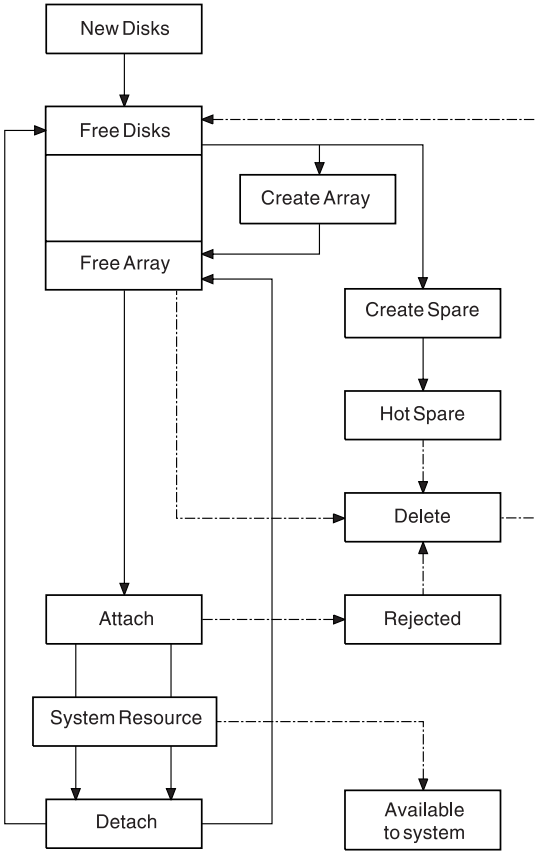 New Disks
Free Disks
Create Array
Free Array
Create Spare
Hot Spare
Delete
Attach
Rejected
System Resource
Detach
Available
to system